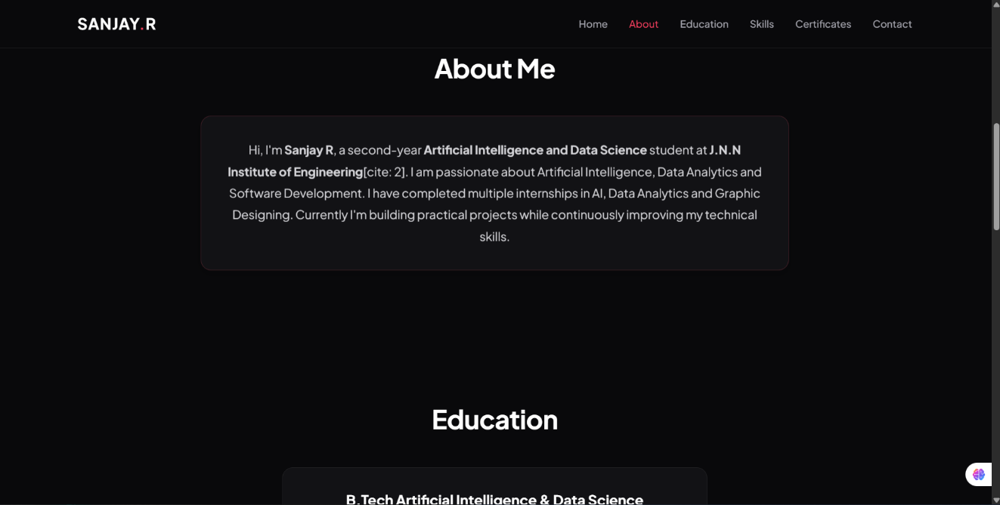 SANJAY.R
Home About Education Skills Certificates Contact
About Me
Hi, I'm Sanjay R, a second-year Artificial Intelligence and Data Science student at J.N.N
Institute of Engineering[cite: 2]. I am passionate about Artificial Intelligence, Data Analytics and
Software Development. I have completed multiple internships in AI, Data Analytics and Graphic
Designing. Currently I'm building practical projects while continuously improving my technical
skills.
Education
B.Tech Artificial Intelligence & Data Science